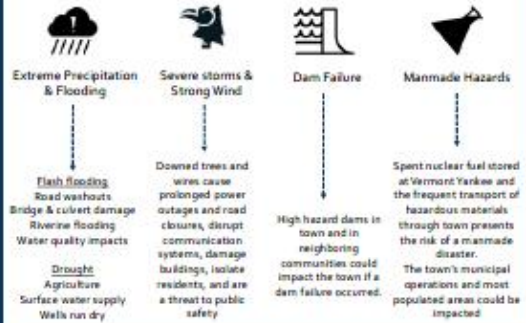 Extreme Precipitation
& Flooding
Flash flooding
Road washouts
Bridge & culvert damage
Riverine flooding
Water quality impacts
Drought
Agriculture
Surface water supply
Wells run dry
Severe storms &
Strong Wind
Downed trees and
wires cause
prolonged power
outages and road
closures, disrupt
communication
systems, damage
buildings, isolate
residents, and are
a threat to public
safety
Dam Failure
High hazard dams in
town and in
neighboring
communities could
impact the town if a
dam failure occurred.
Manmade Hazards
Spent nuclear fuel stored
at Vermont Yankee and
the frequent transport of
hazardous materials
through town presents
the risk of a manmade
disaster.
The town's municipal
operations and most
populated areas could be
impacted